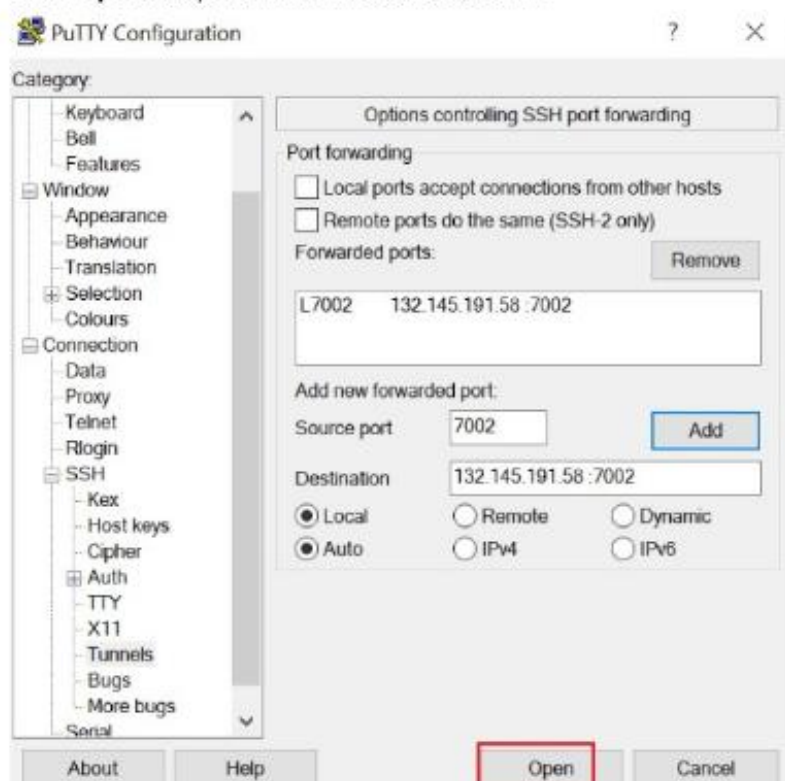 PuTTY Configuration
?
Category:
Keyboard
Bell
Features
Window
Appearance
Behaviour
Translation
Selection
Colours
Connection
Data
Proxy
Telnet
Rlogin
SSH
Kex
Host keys
Cipher
Auth
TTY
X11
Tunnels
Bugs
More bugs
Serial
Options controlling SSH port forwarding
Port forwarding
Local ports accept connections from other hosts
Remote ports do the same (SSH-2 only)
Forwarded ports:
Remove
L7002 132.145.191.58 :7002
Add new forwarded port:
Source port 7002 Add
Destination 132.145.191.58 :7002
Local Remote Dynamic
Auto IPv4 IPv6
About Help Open Cancel